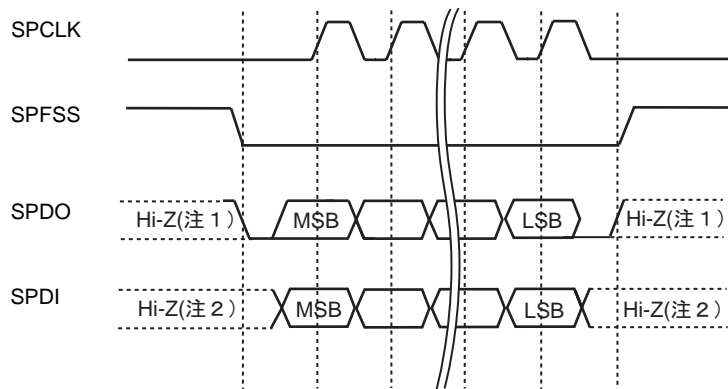 SPCLK
SPFSS
SPDO
Hi-Z(注１) MSB LSB Hi-Z(注１)
SPDI
Hi-Z(注２) MSB LSB Hi-Z(注２)